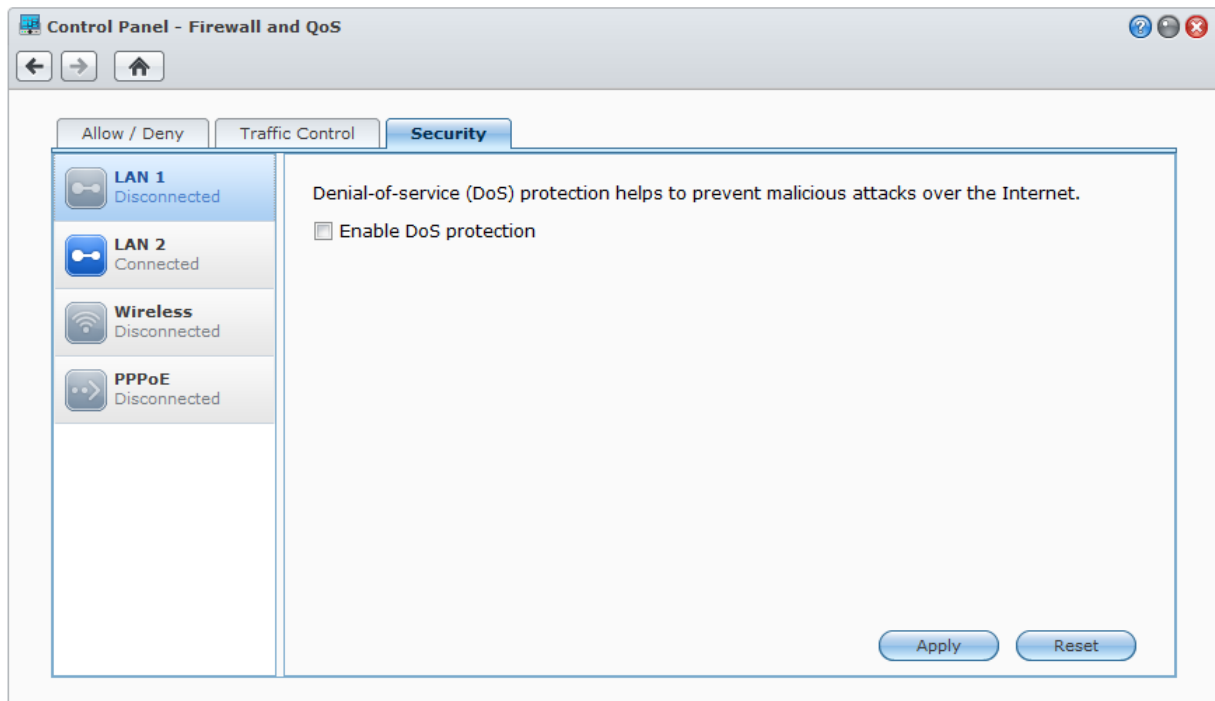 Control Panel - Firewall and QoS
Allow / Deny
Traffic Control
Security
LAN 1
Disconnected
LAN 2
Connected
Wireless
Disconnected
PPPoE
Disconnected
Denial-of-service (DoS) protection helps to prevent malicious attacks over the Internet.
Enable DoS protection
Apply
Reset